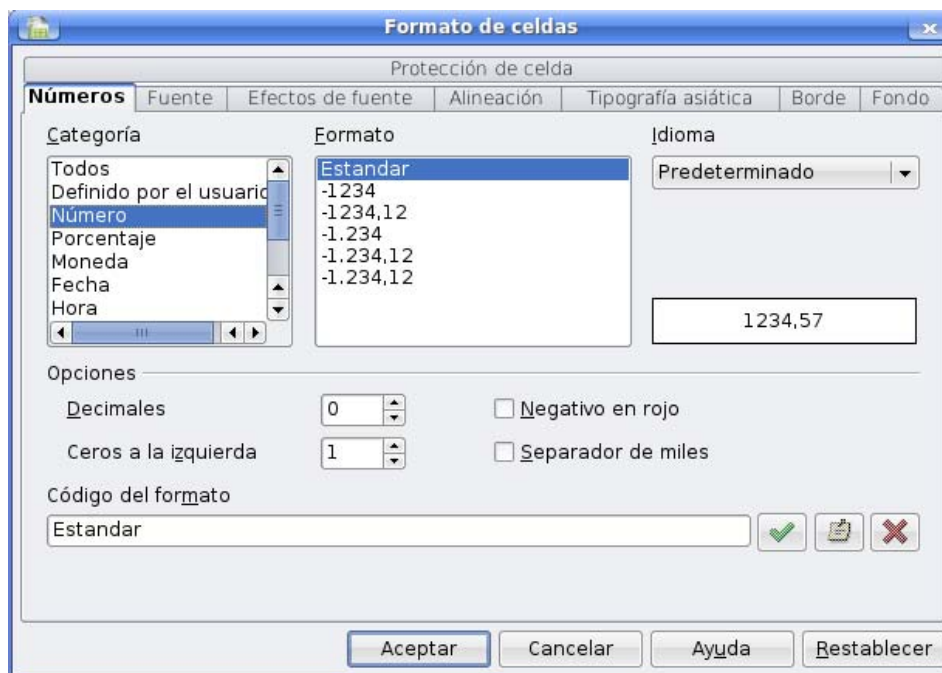 Formato de celdas
Protección de celda
Números Fuente Efectos de fuente Alineación Tipografía asiática Borde Fondo
Categoría Formato Idioma
Todos
Definido por el usuaric
Número
Porcentaje
Moneda
Fecha
Hora
Estandar
-1234
-1234,12
-1.234
-1.234,12
-1.234,12
Predeterminado
1234,57
Opciones
Decimales 0 Negativo en rojo
Ceros a la izquierda 1 Separador de miles
Código del formato
Estandar
Aceptar Cancelar Ayuda Restablecer